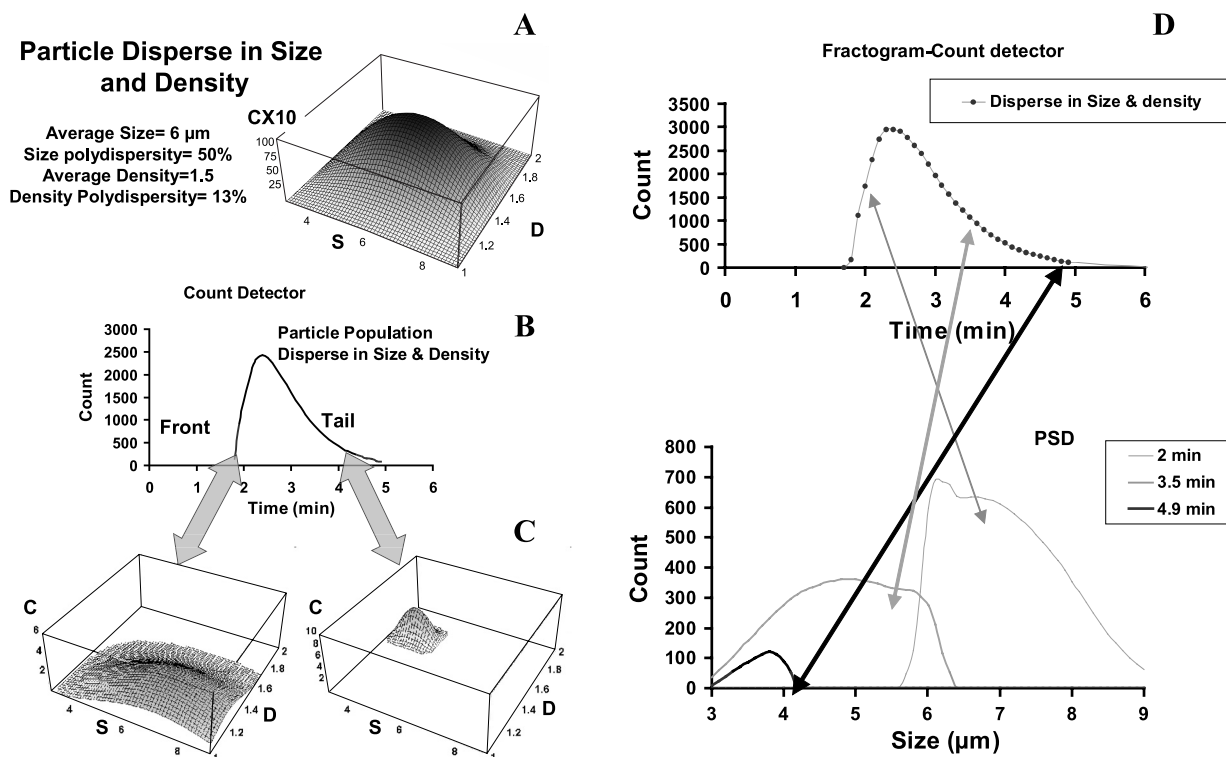 A
Particle Disperse in Size
and Density
Average Size= 6 µm
Size polydispersity= 50%
Average Density=1.5
Density Polydispersity= 13%
CX10
100
75
50
25
4
S
6
8
1
1.2
1.4
1.6
1.8
2
D
B
Count Detector
Particle Population
Disperse in Size & Density
3000
2500
2000
1500
1000
500
0
Count
Front
Tail
0 1 2 3 4 5 6
Time (min)
C
C
6
4
2
4
S
6
8
1
1.2
1.4
1.6
1.8
2
D
C
10
8
6
4
2
4
S
6
8
1
1.2
1.4
1.6
1.8
2
D
D
Fractogram-Count detector
Disperse in Size & density
3500
3000
2500
2000
1500
1000
500
0
Count
0 1 2 3 4 5 6
Time (min)
PSD
2 min
3.5 min
4.9 min
800
700
600
500
400
300
200
100
0
Count
3 4 5 6 7 8 9
Size (µm)